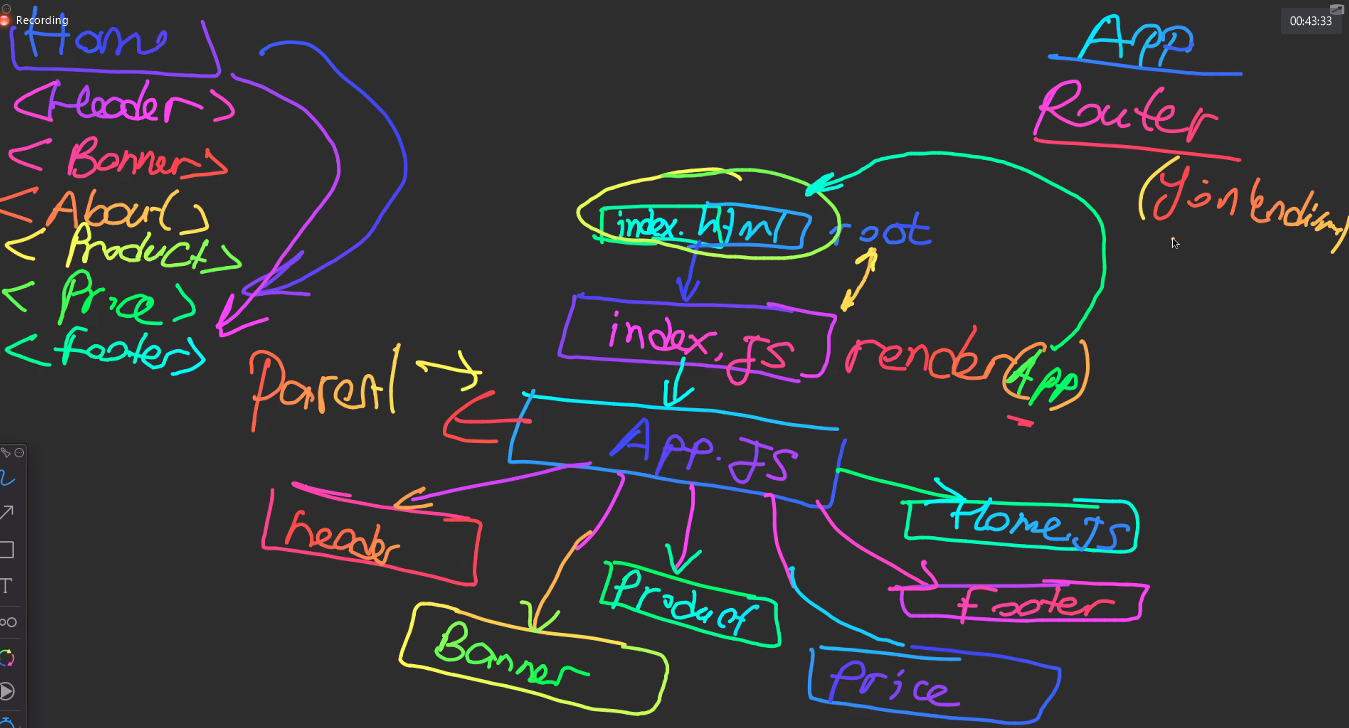 Recording
00:43:33
Home
<Header>
<Banner>
<About>
<Product>
<Price>
<Footer>
App
Router
index.html
root
index.JS
render(App)
Parent
App.JS
header
Home.JS
Product
Footer
Banner
Price
T